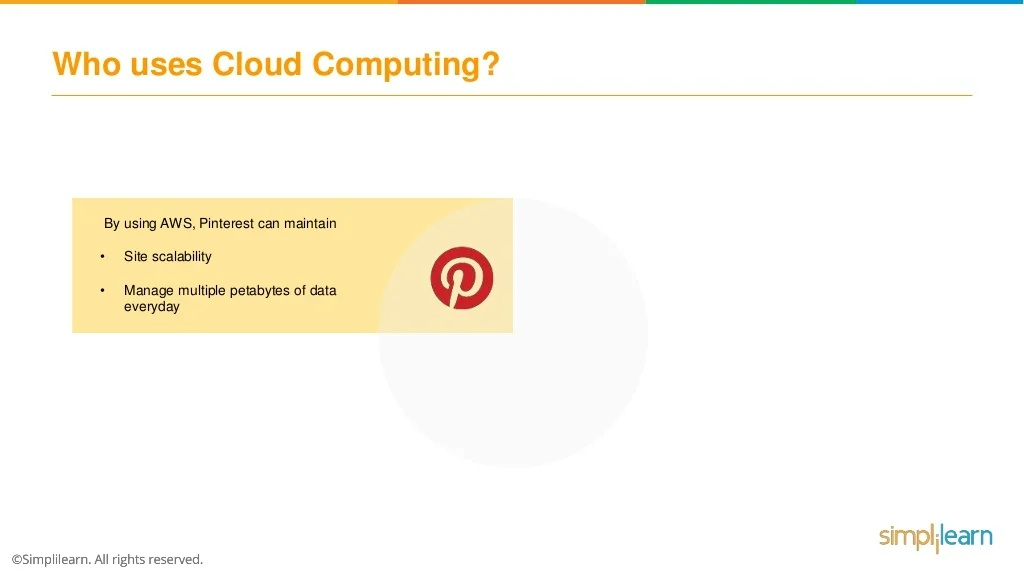 Who uses Cloud Computing?
By using AWS, Pinterest can maintain
• Site scalability
• Manage multiple petabytes of data
everyday
simplilearn
©Simplilearn. All rights reserved.